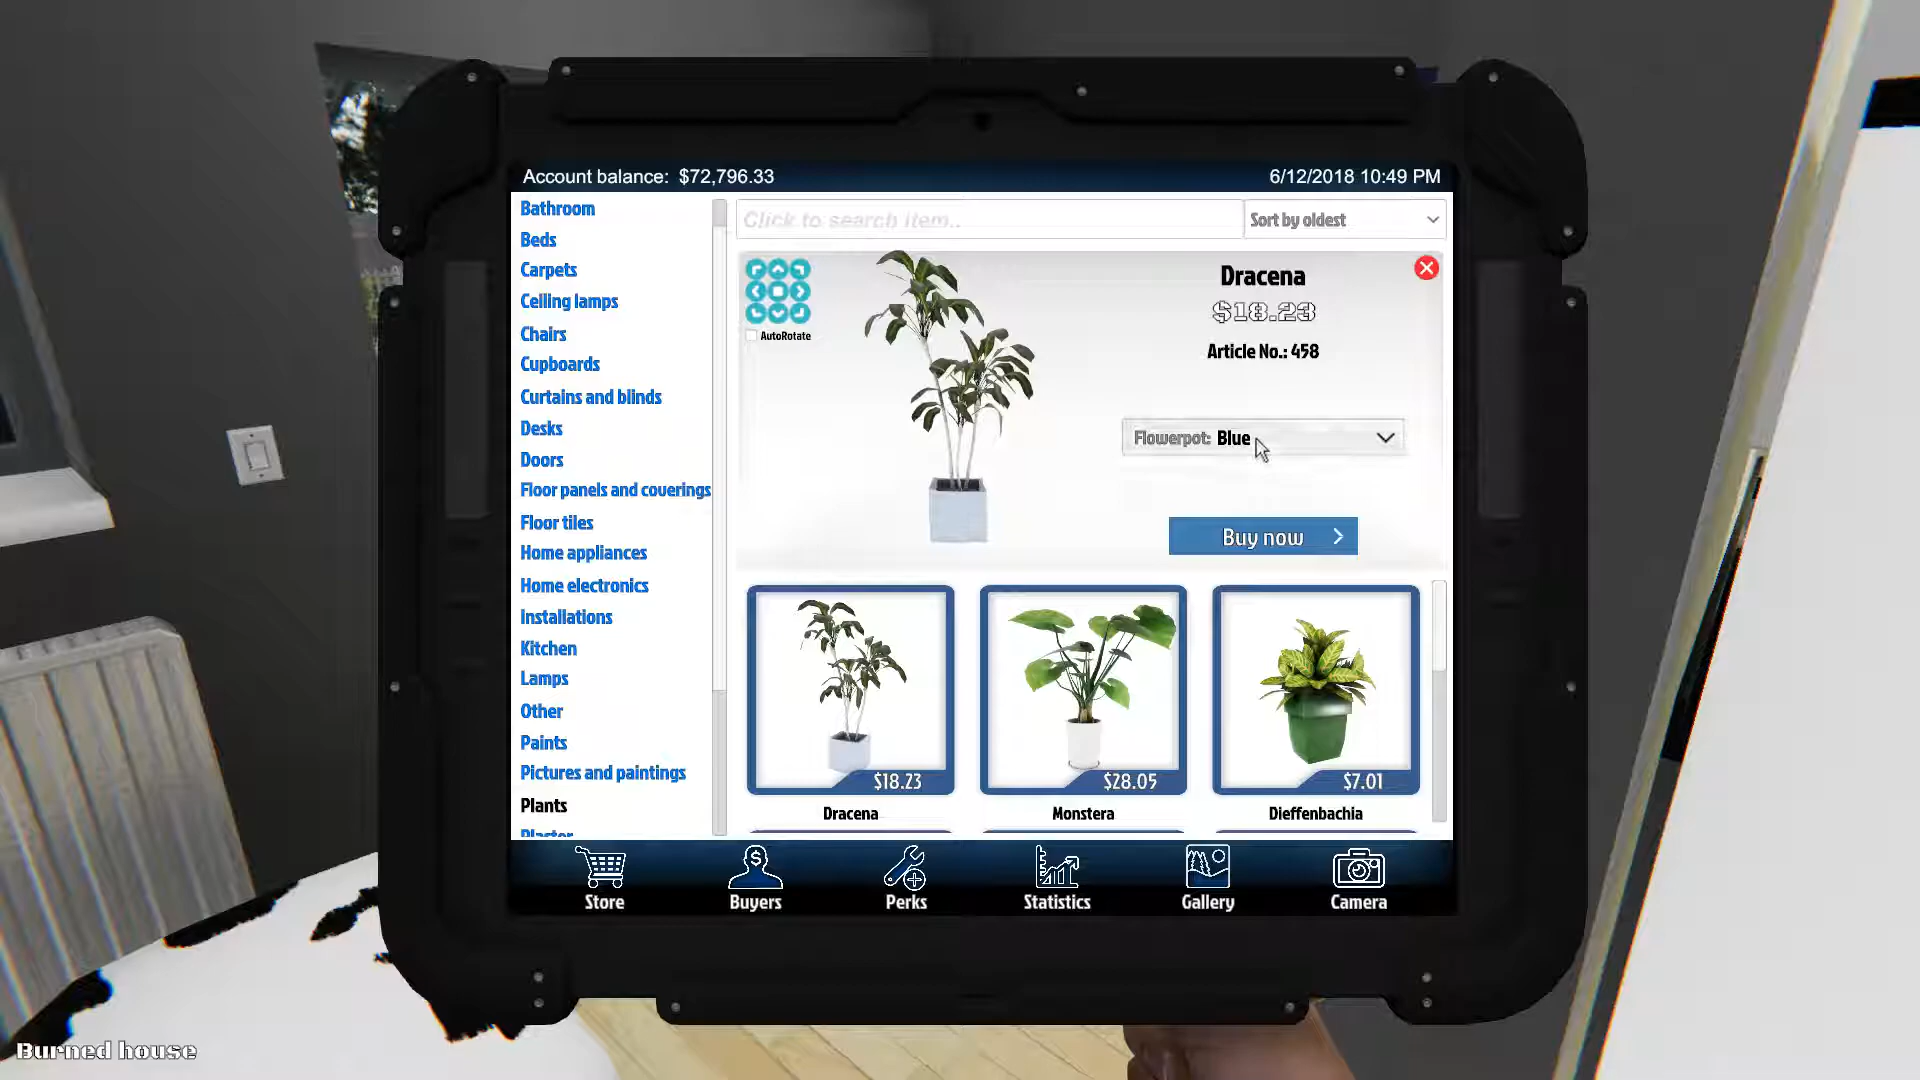 Account balance: $72,796.33
6/12/2018 10:49 PM
Bathroom
Beds
Carpets
Ceiling lamps
Chairs
Cupboards
Curtains and blinds
Desks
Doors
Floor panels and coverings
Floor tiles
Home appliances
Home electronics
Installations
Kitchen
Lamps
Other
Paints
Pictures and paintings
Plants
Plaster
Click to search item..
Sort by oldest
AutoRotate
Dracena
$18.23
Article No.: 458
Flowerpot: Blue
Buy now
$18.23
$28.05
$7.01
Dracena
Monstera
Dieffenbachia
Store
Buyers
Perks
Statistics
Gallery
Camera
Burned house